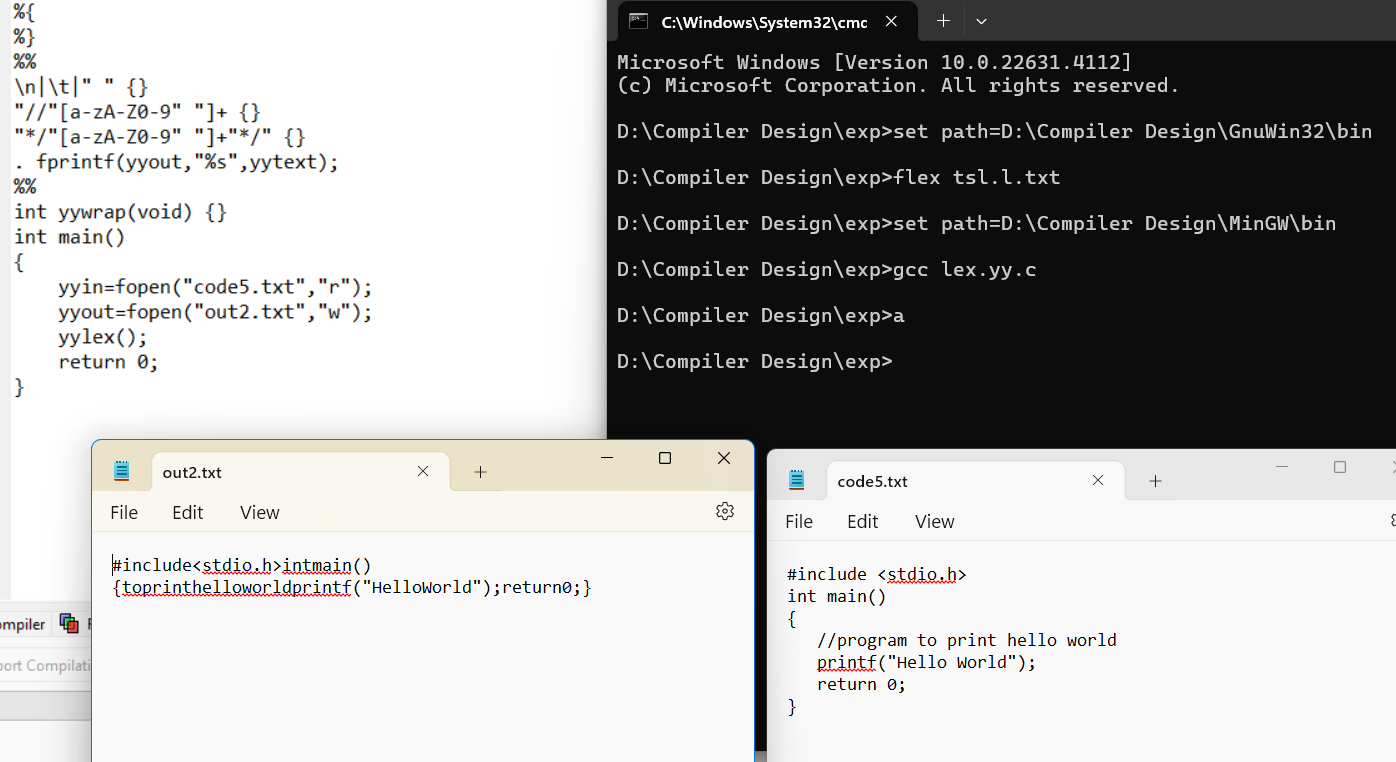 %{
%}
%%
\n|\t|" " {}
"//"[a-zA-Z0-9" "]+ {}
"*/"[a-zA-Z0-9" "]+"*/" {}
. fprintf(yyout,"%s",yytext);
%%
int yywrap(void) {}
int main()
{
    yyin=fopen("code5.txt","r");
    yyout=fopen("out2.txt","w");
    yylex();
    return 0;
}
C:\Windows\System32\cmc
Microsoft Windows [Version 10.0.22631.4112]
(c) Microsoft Corporation. All rights reserved.
D:\Compiler Design\exp>set path=D:\Compiler Design\GnuWin32\bin
D:\Compiler Design\exp>flex tsl.l.txt
D:\Compiler Design\exp>set path=D:\Compiler Design\MinGW\bin
D:\Compiler Design\exp>gcc lex.yy.c
D:\Compiler Design\exp>a
D:\Compiler Design\exp>
ompiler
port Compilati
out2.txt
File Edit View
#include<stdio.h>intmain()
{toprinthelloworldprintf("HelloWorld");return0;}
code5.txt
File Edit View
#include <stdio.h>
int main()
{
   //program to print hello world
   printf("Hello World");
   return 0;
}